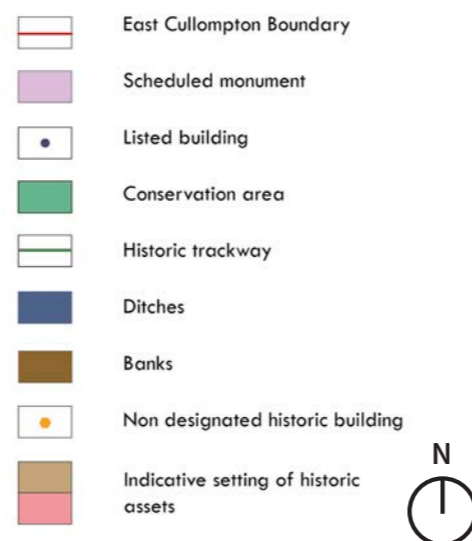 East Cullompton Boundary
Scheduled monument
Listed building
Conservation area
Historic trackway
Ditches
Banks
Non designated historic building
Indicative setting of historic
assets
N